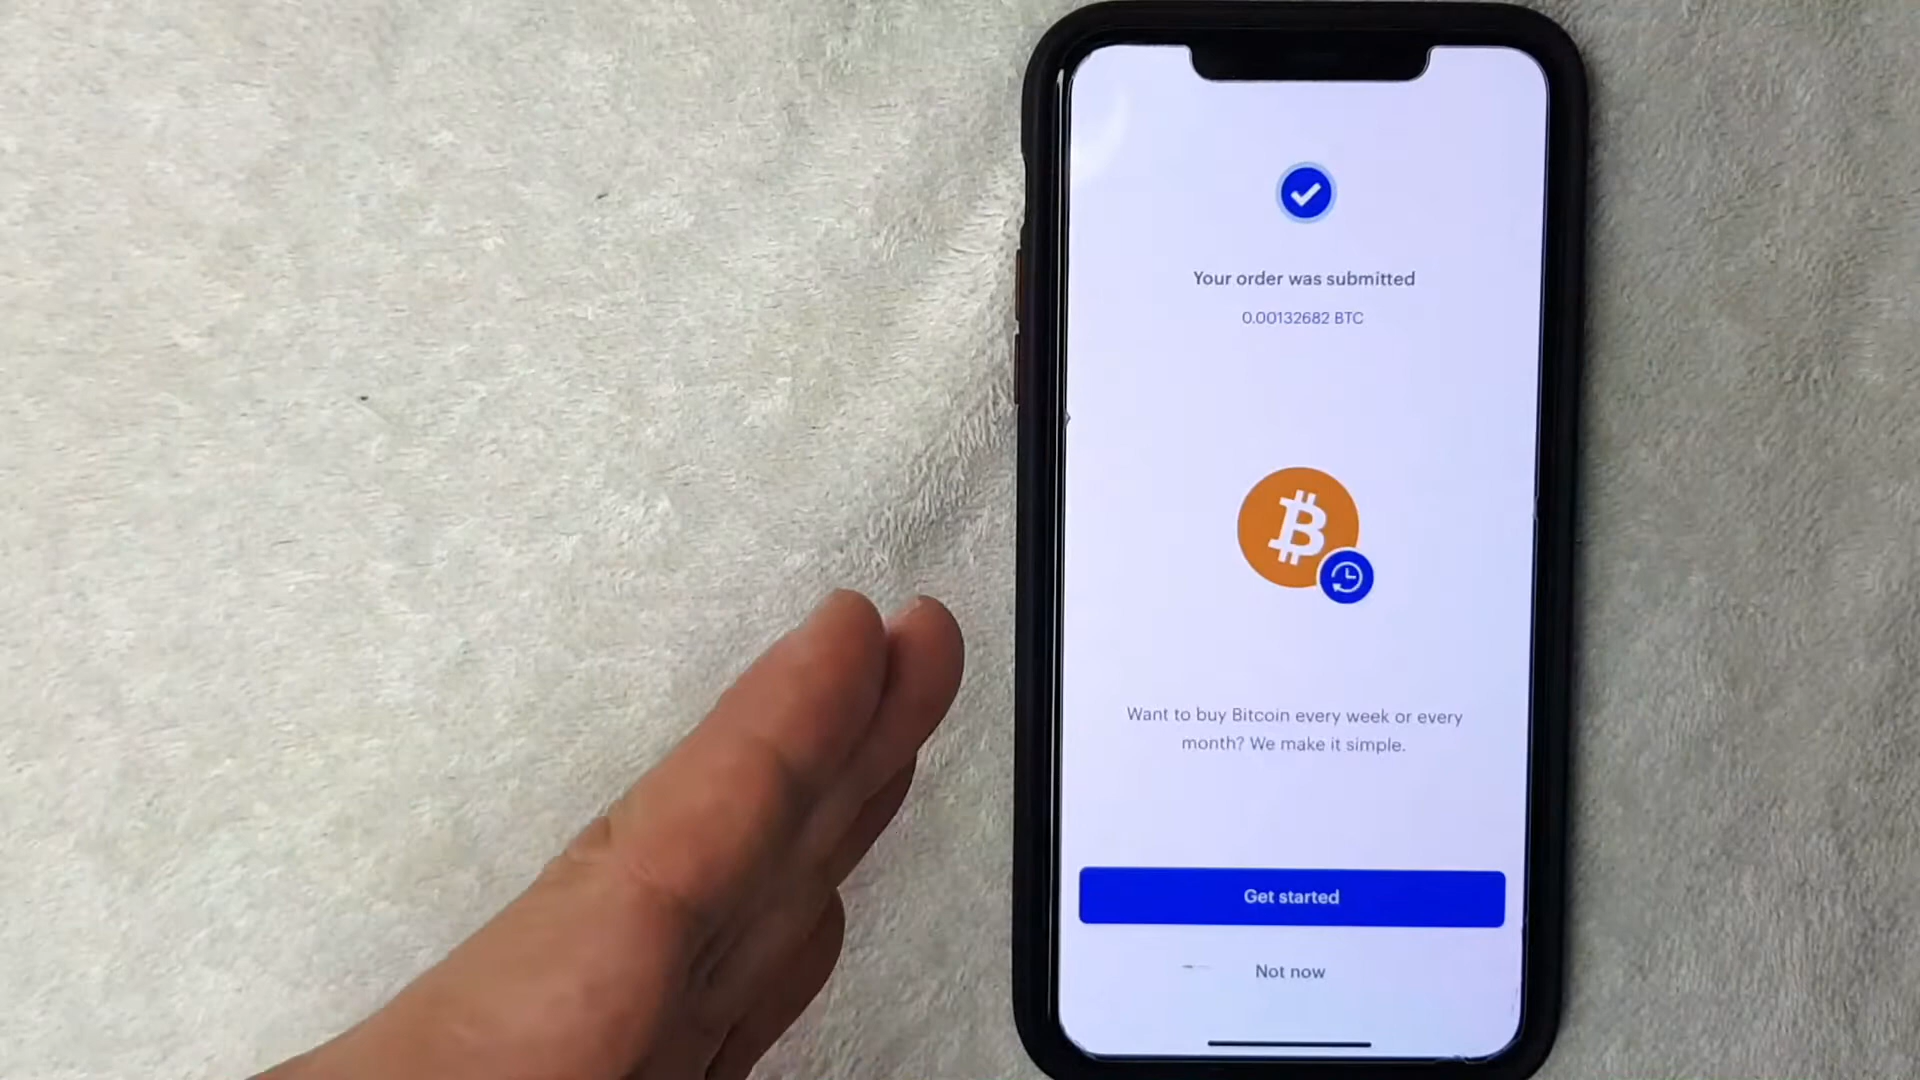 Your order was submitted
0.00132682 BTC
Want to buy Bitcoin every week or every
month? We make it simple.
Get started
Not now